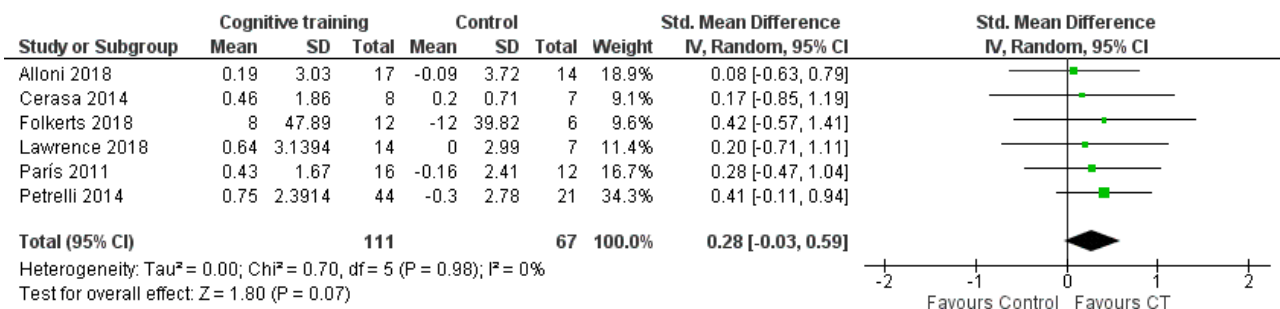 Cognitive training Control Std. Mean Difference Std. Mean Difference
Study or Subgroup Mean SD Total Mean SD Total Weight IV, Random, 95% CI IV, Random, 95% CI
Alloni 2018 0.19 3.03 17 -0.09 3.72 14 18.9% 0.08 [-0.63, 0.79]
Cerasa 2014 0.46 1.86 8 0.2 0.71 7 9.1% 0.17 [-0.85, 1.19]
Folkerts 2018 8 47.89 12 -12 39.82 6 9.6% 0.42 [-0.57, 1.41]
Lawrence 2018 0.64 3.1394 14 0 2.99 7 11.4% 0.20 [-0.71, 1.11]
París 2011 0.43 1.67 16 -0.16 2.41 12 16.7% 0.28 [-0.47, 1.04]
Petrelli 2014 0.75 2.3914 44 -0.3 2.78 21 34.3% 0.41 [-0.11, 0.94]
Total (95% CI) 111 67 100.0% 0.28 [-0.03, 0.59]
Heterogeneity: Tau² = 0.00; Chi² = 0.70, df = 5 (P = 0.98); I² = 0%
Test for overall effect: Z = 1.80 (P = 0.07)
-2 -1 0 1 2
Favours Control Favours CT